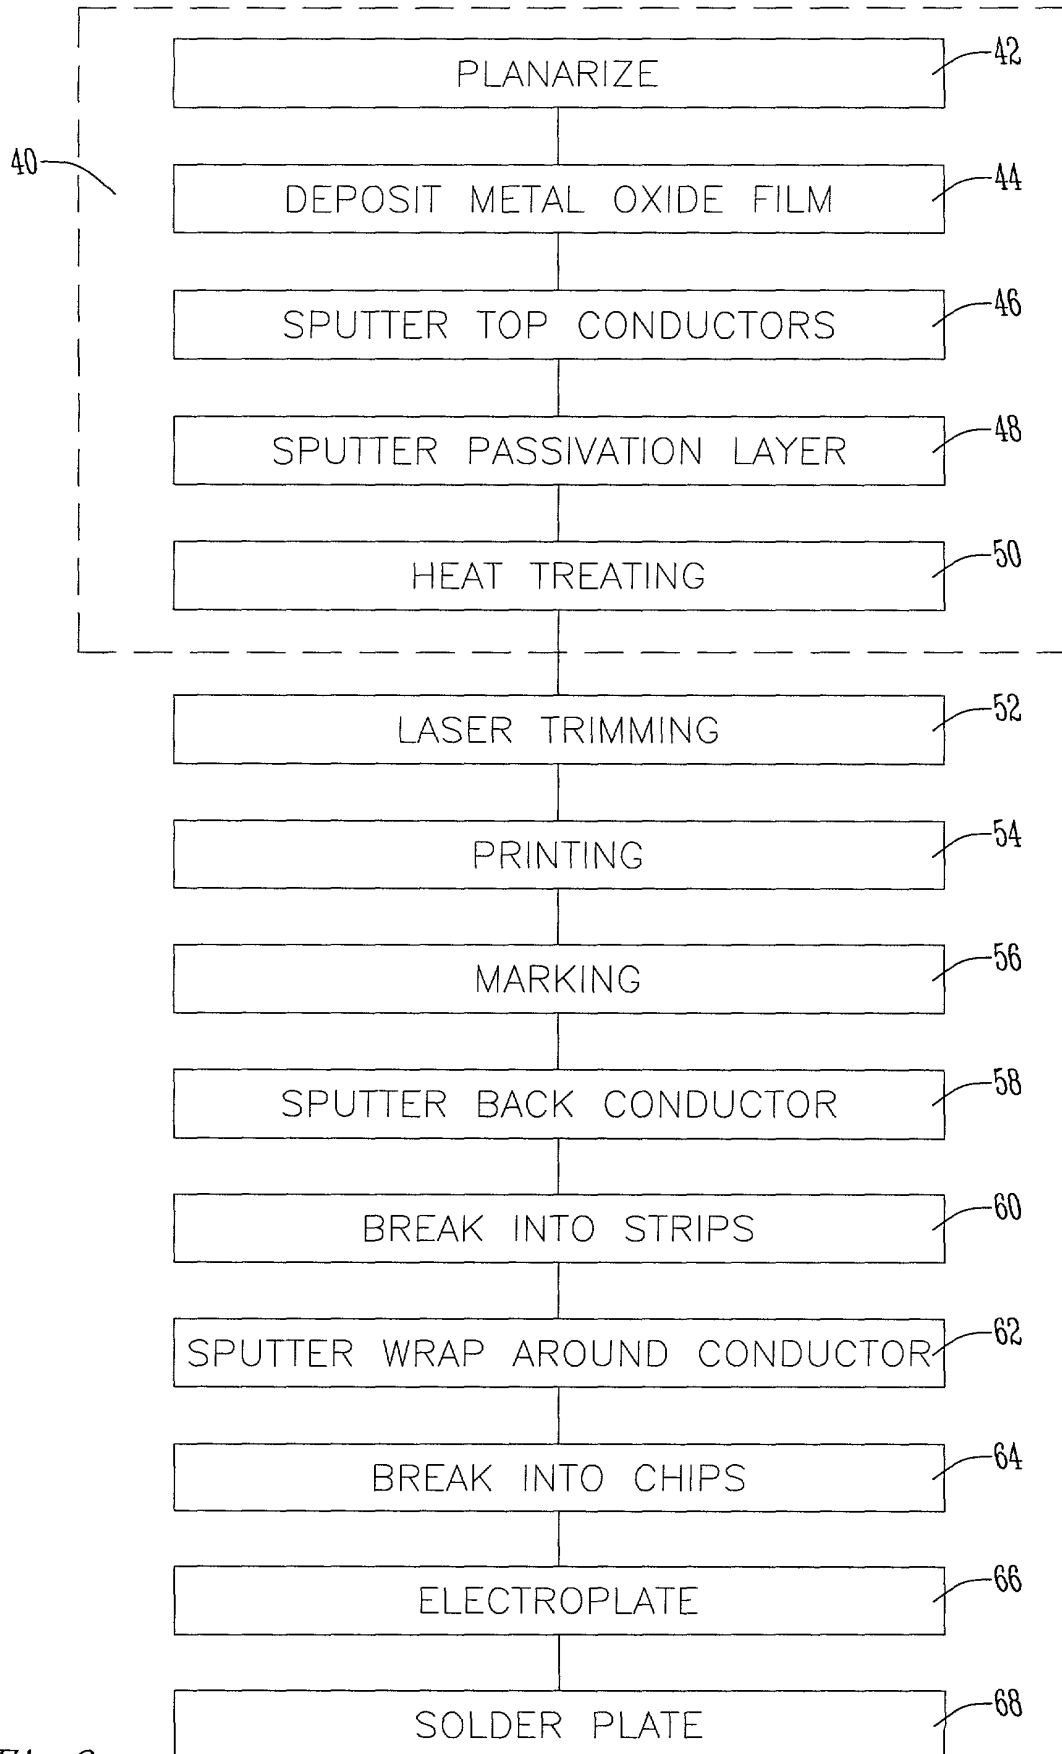 PLANARIZE 42
40
DEPOSIT METAL OXIDE FILM 44
SPUTTER TOP CONDUCTORS 46
SPUTTER PASSIVATION LAYER 48
HEAT TREATING 50
LASER TRIMMING 52
PRINTING 54
MARKING 56
SPUTTER BACK CONDUCTOR 58
BREAK INTO STRIPS 60
SPUTTER WRAP AROUND CONDUCTOR 62
BREAK INTO CHIPS 64
ELECTROPLATE 66
SOLDER PLATE 68